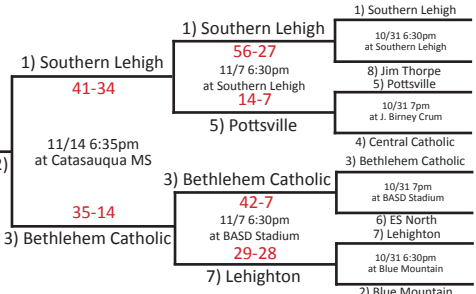 1) Southern Lehigh
10/31 6:30pm
at Southern Lehigh
8) Jim Thorpe
1) Southern Lehigh
56-27
11/7 6:30pm
at Southern Lehigh
14-7
5) Pottsville
5) Pottsville
10/31 7pm
at J. Birney Crum
4) Central Catholic
1) Southern Lehigh
41-34
11/14 6:35pm
at Catasauqua MS
2)
35-14
3) Bethlehem Catholic
3) Bethlehem Catholic
10/31 7pm
at BASD Stadium
6) ES North
3) Bethlehem Catholic
42-7
11/7 6:30pm
at BASD Stadium
29-28
7) Lehighton
7) Lehighton
10/31 6:30pm
at Blue Mountain
2) Blue Mountain